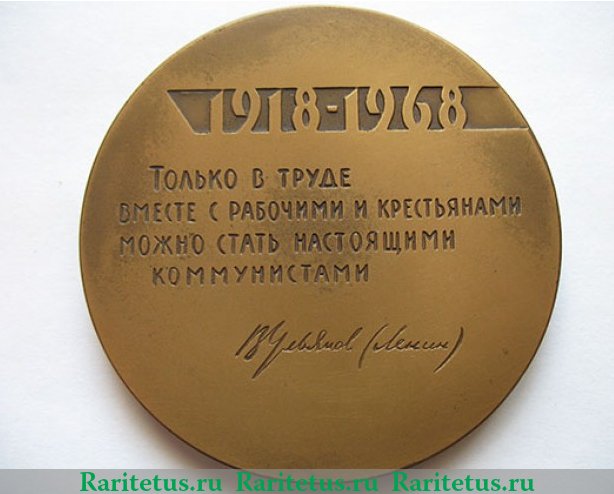 1918-1968
Только в труде
вместе с рабочими и крестьянами
можно стать настоящими
коммунистами
В Ульянов (Ленин)
Raritetus.ru Raritetus.ru Raritetus.ru